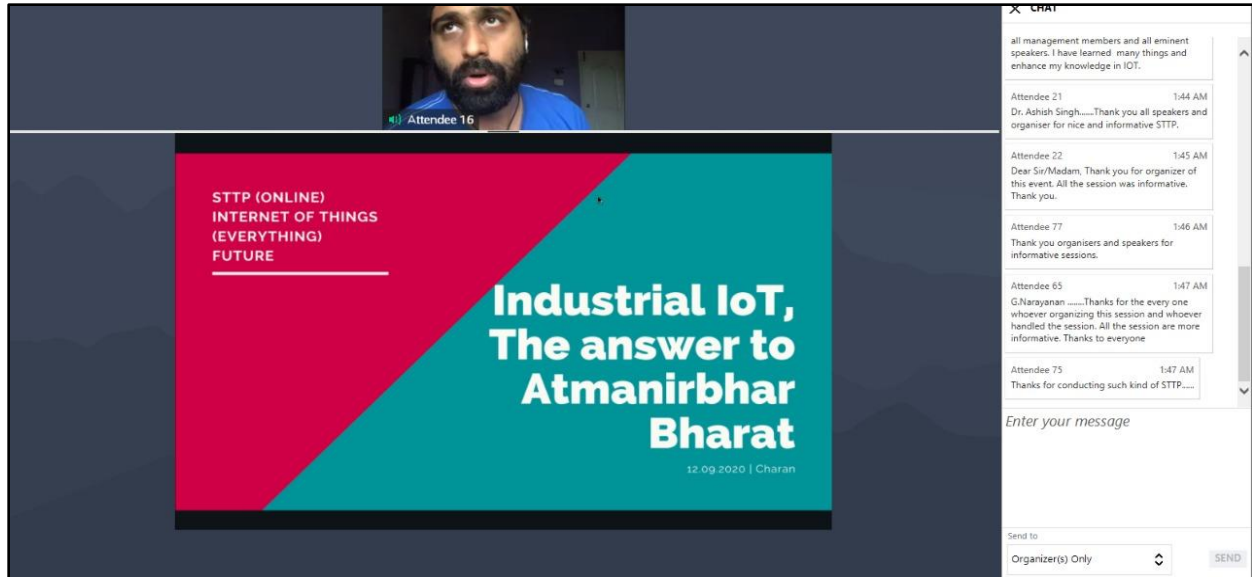 Attendee 16
STTP (ONLINE)
INTERNET OF THINGS
(EVERYTHING)
FUTURE
Industrial IoT,
The answer to
Atmanirbhar
Bharat
12.09.2020 | Charan
X CHAT
all management members and all eminent
speakers. I have learned many things and
enhance my knowledge in IOT.
Attendee 21 1:44 AM
Dr. Ashish Singh......Thank you all speakers and
organiser for nice and informative STTP.
Attendee 22 1:45 AM
Dear Sir/Madam, Thank you for organizer of
this event. All the session was informative.
Thank you.
Attendee 77 1:46 AM
Thank you organisers and speakers for
informative sessions.
Attendee 65 1:47 AM
G.Narayanan .......Thanks for the every one
whoever organizing this session and whoever
handled the session. All the session are more
informative. Thanks to everyone
Attendee 75 1:47 AM
Thanks for conducting such kind of STTP.....
Enter your message
Send to
Organizer(s) Only
SEND